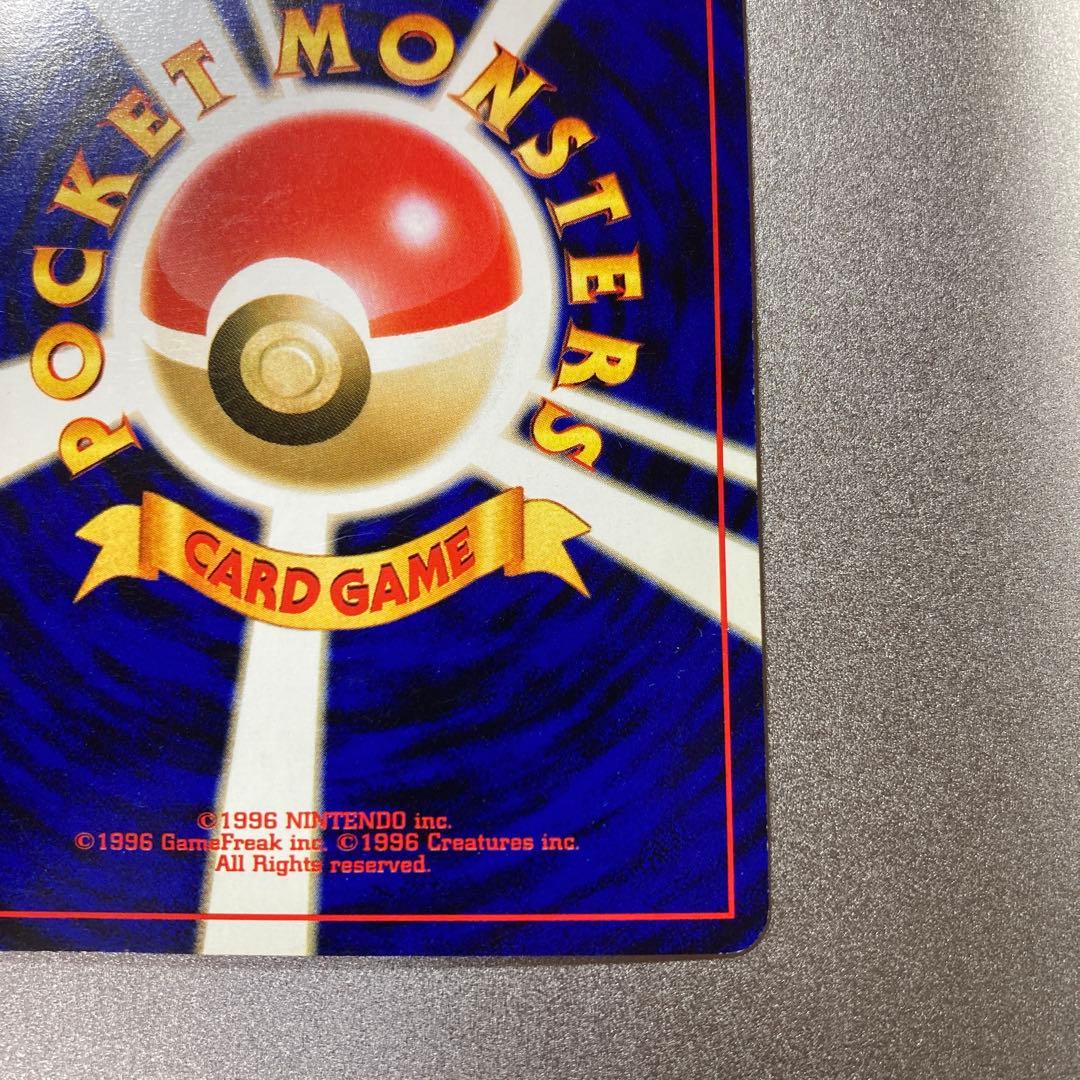 POCKET MONSTERS
CARD GAME
©1996 NINTENDO inc.
©1996 GameFreak inc. ©1996 Creatures inc.
All Rights reserved.